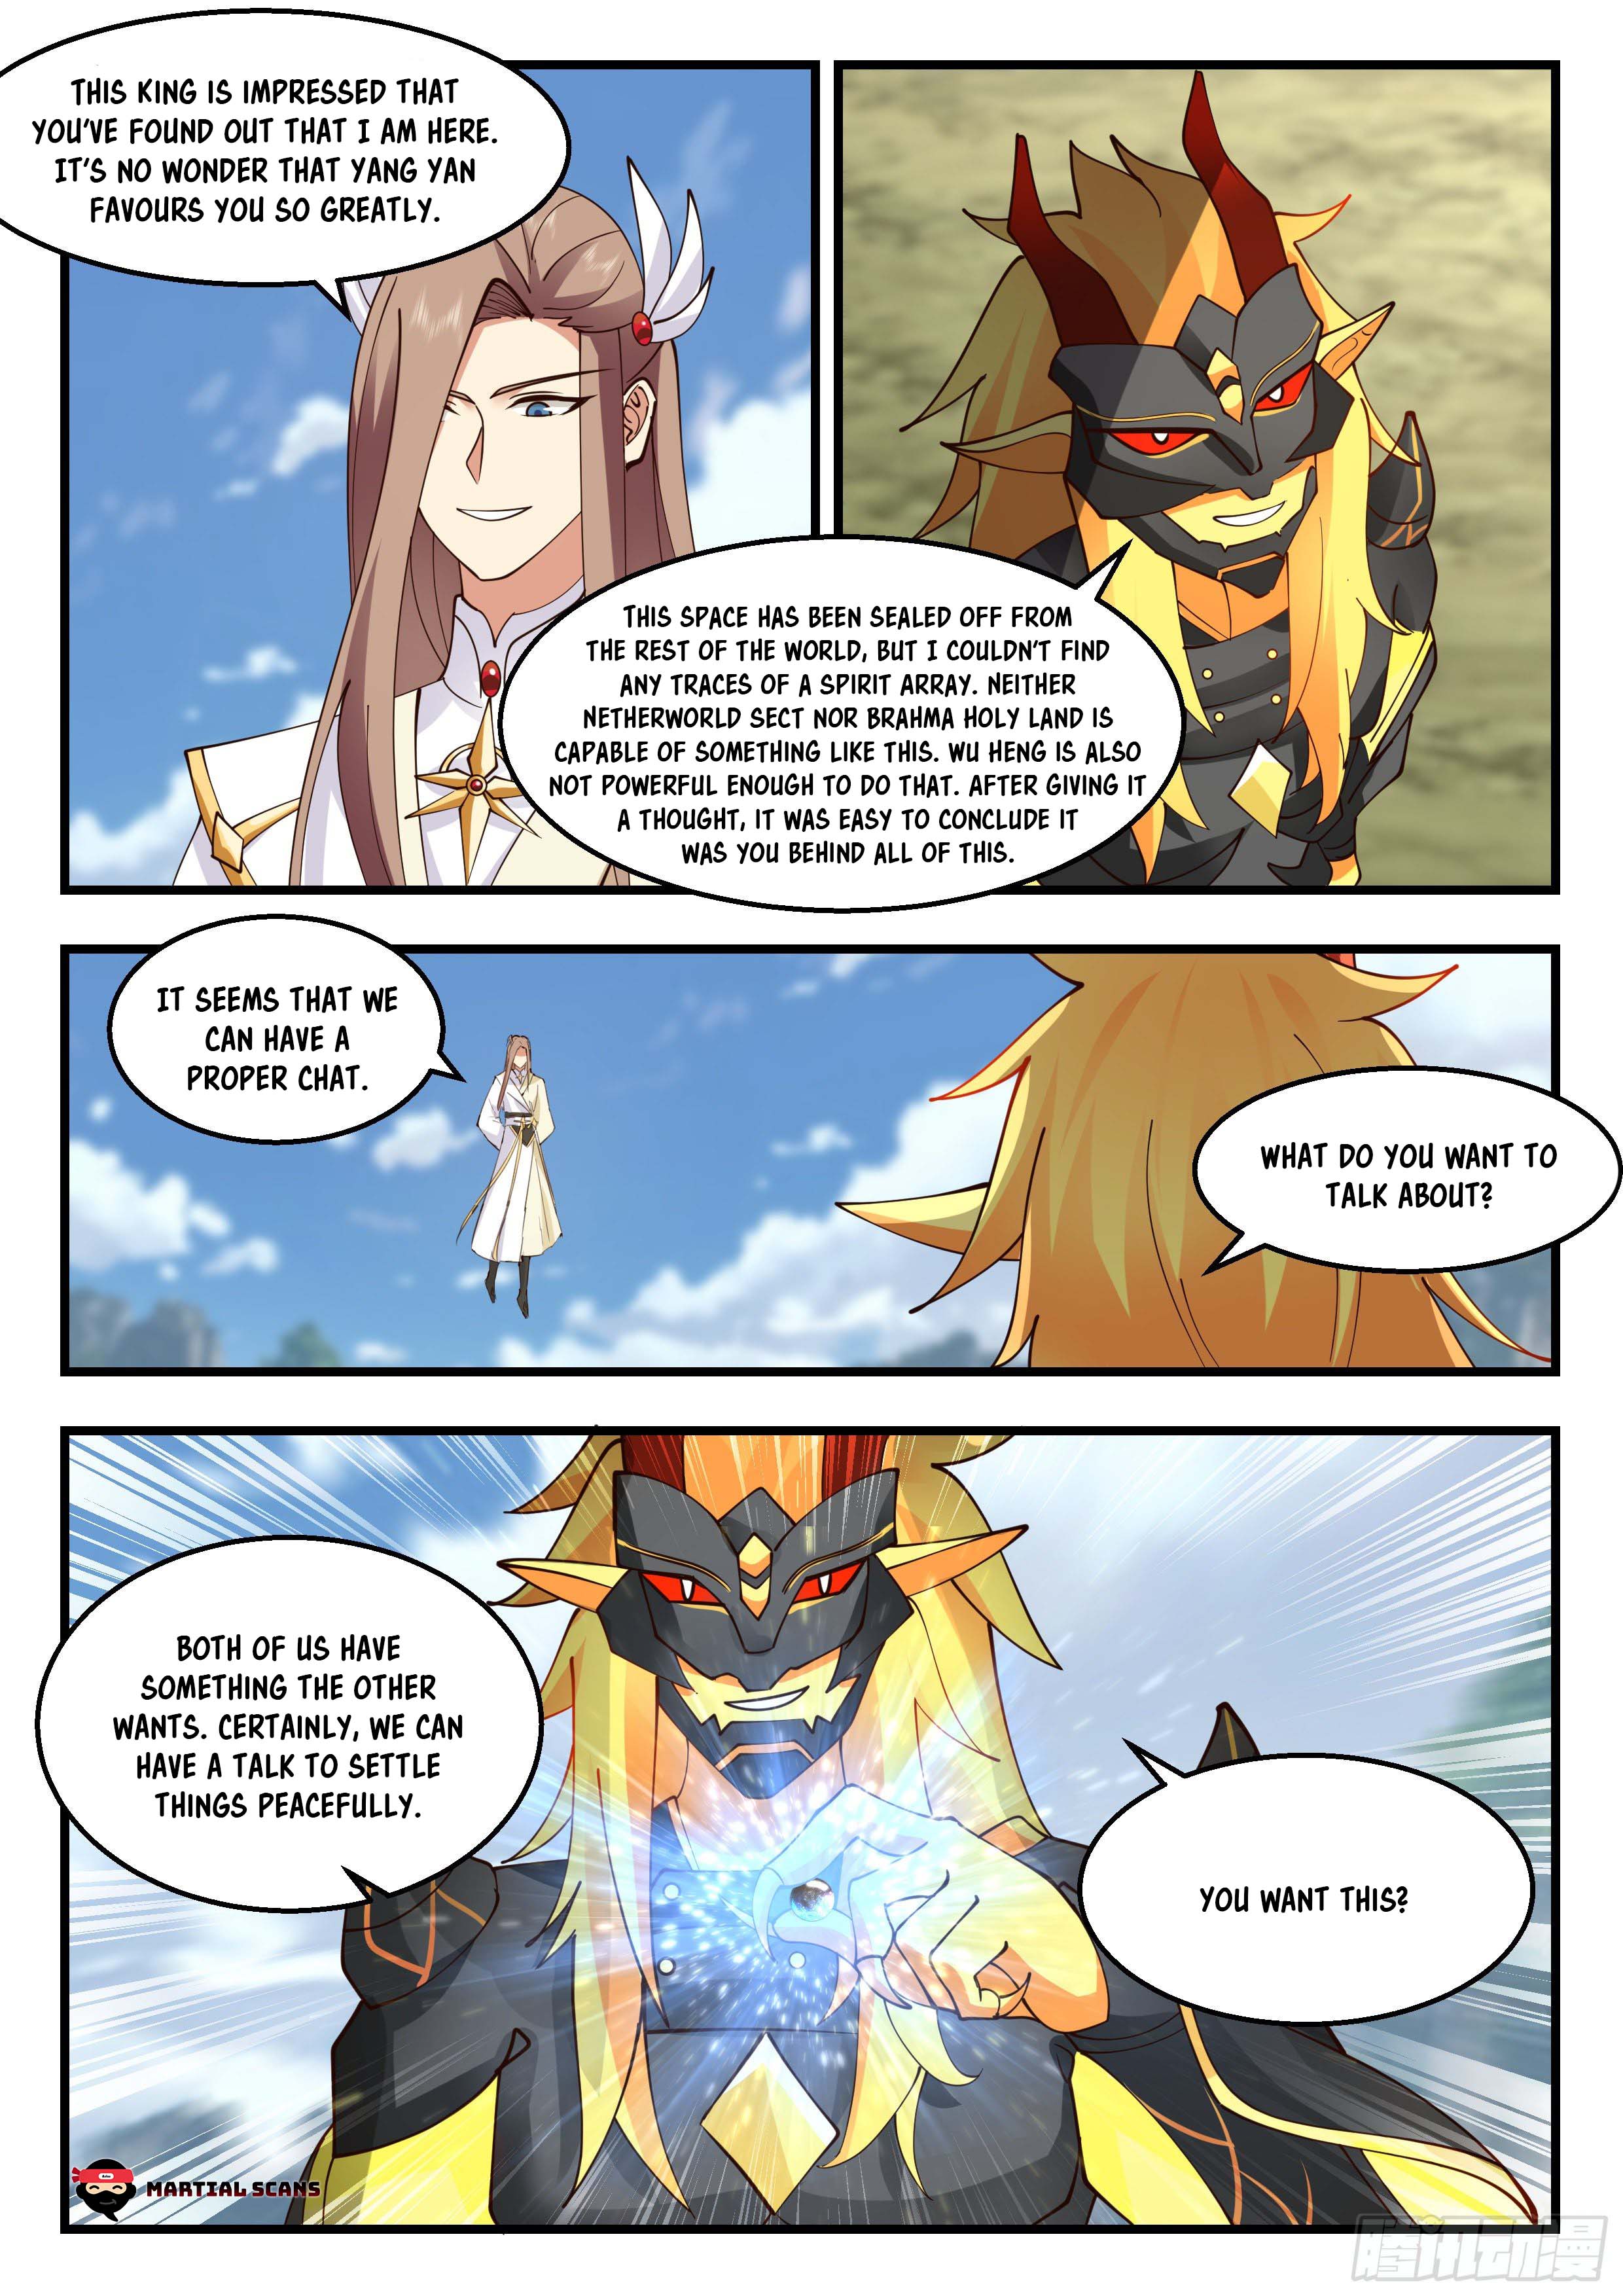 THIS KING IS IMPRESSED THAT
YOU'VE FOUND OUT THAT I AM HERE.
IT'S NO WONDER THAT YANG YAN
FAVOURS YOU SO GREATLY.
THIS SPACE HAS BEEN SEALED OFF FROM
THE REST OF THE WORLD, BUT I COULDN'T FIND
ANY TRACES OF A SPIRIT ARRAY. NEITHER
NETHERWORLD SECT NOR BRAHMA HOLY LAND IS
CAPABLE OF SOMETHING LIKE THIS. WU HENG IS ALSO
NOT POWERFUL ENOUGH TO DO THAT. AFTER GIVING IT
A THOUGHT, IT WAS EASY TO CONCLUDE IT
WAS YOU BEHIND ALL OF THIS.
IT SEEMS THAT WE
CAN HAVE A
PROPER CHAT.
WHAT DO YOU WANT TO
TALK ABOUT?
BOTH OF US HAVE
SOMETHING THE OTHER
WANTS. CERTAINLY, WE CAN
HAVE A TALK TO SETTLE
THINGS PEACEFULLY.
YOU WANT THIS?
MARTIAL SCANS
腾讯动漫